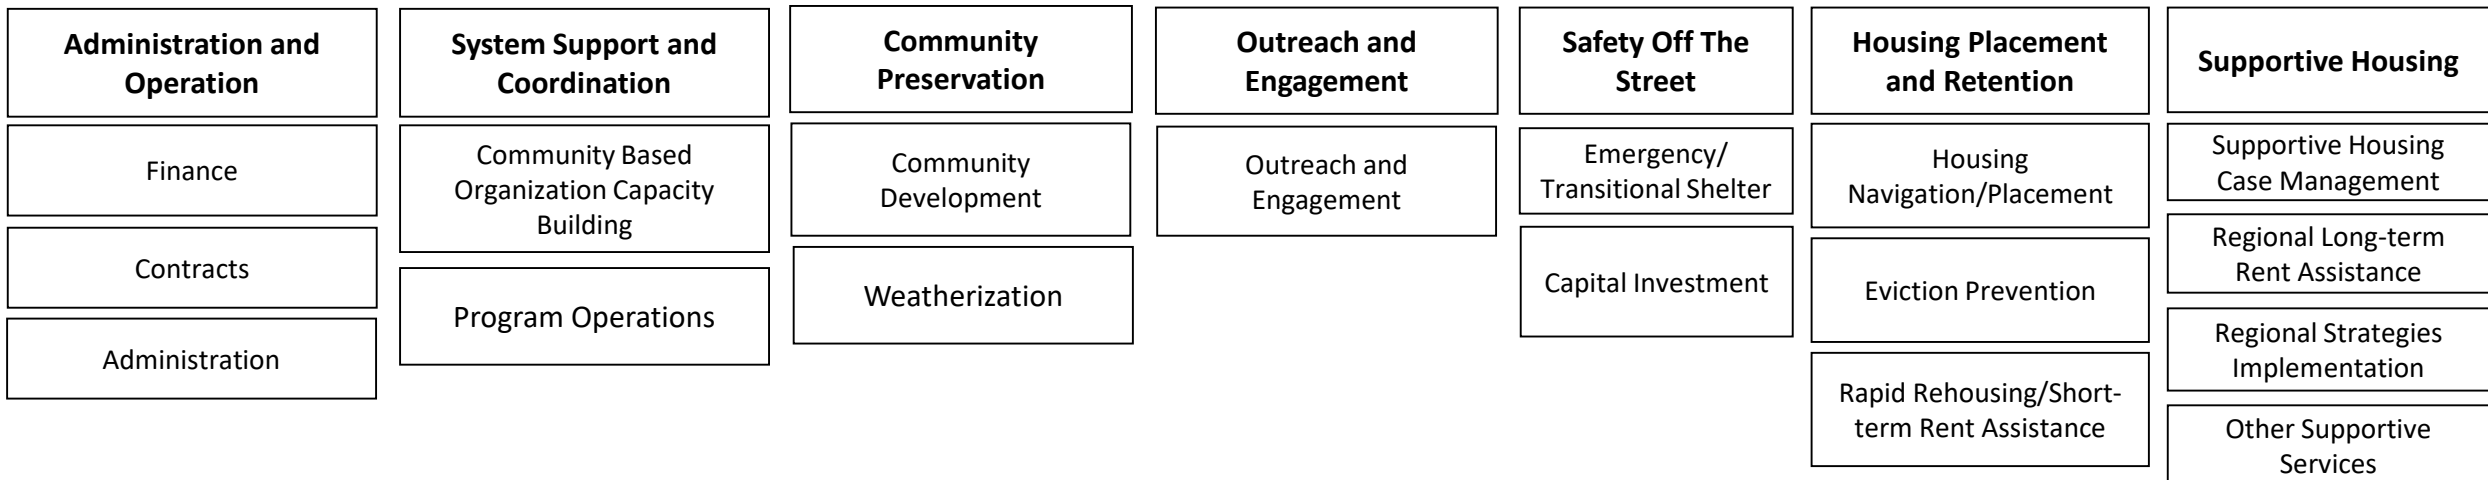 Administration and
Operation
Finance
Contracts
Administration
System Support and
Coordination
Community Based
Organization Capacity
Building
Program Operations
Community
Preservation
Community
Development
Weatherization
Outreach and
Engagement
Outreach and
Engagement
Safety Off The
Street
Emergency/
Transitional Shelter
Capital Investment
Housing Placement
and Retention
Housing
Navigation/Placement
Eviction Prevention
Rapid Rehousing/Short-
term Rent Assistance
Supportive Housing
Supportive Housing
Case Management
Regional Long-term
Rent Assistance
Regional Strategies
Implementation
Other Supportive
Services